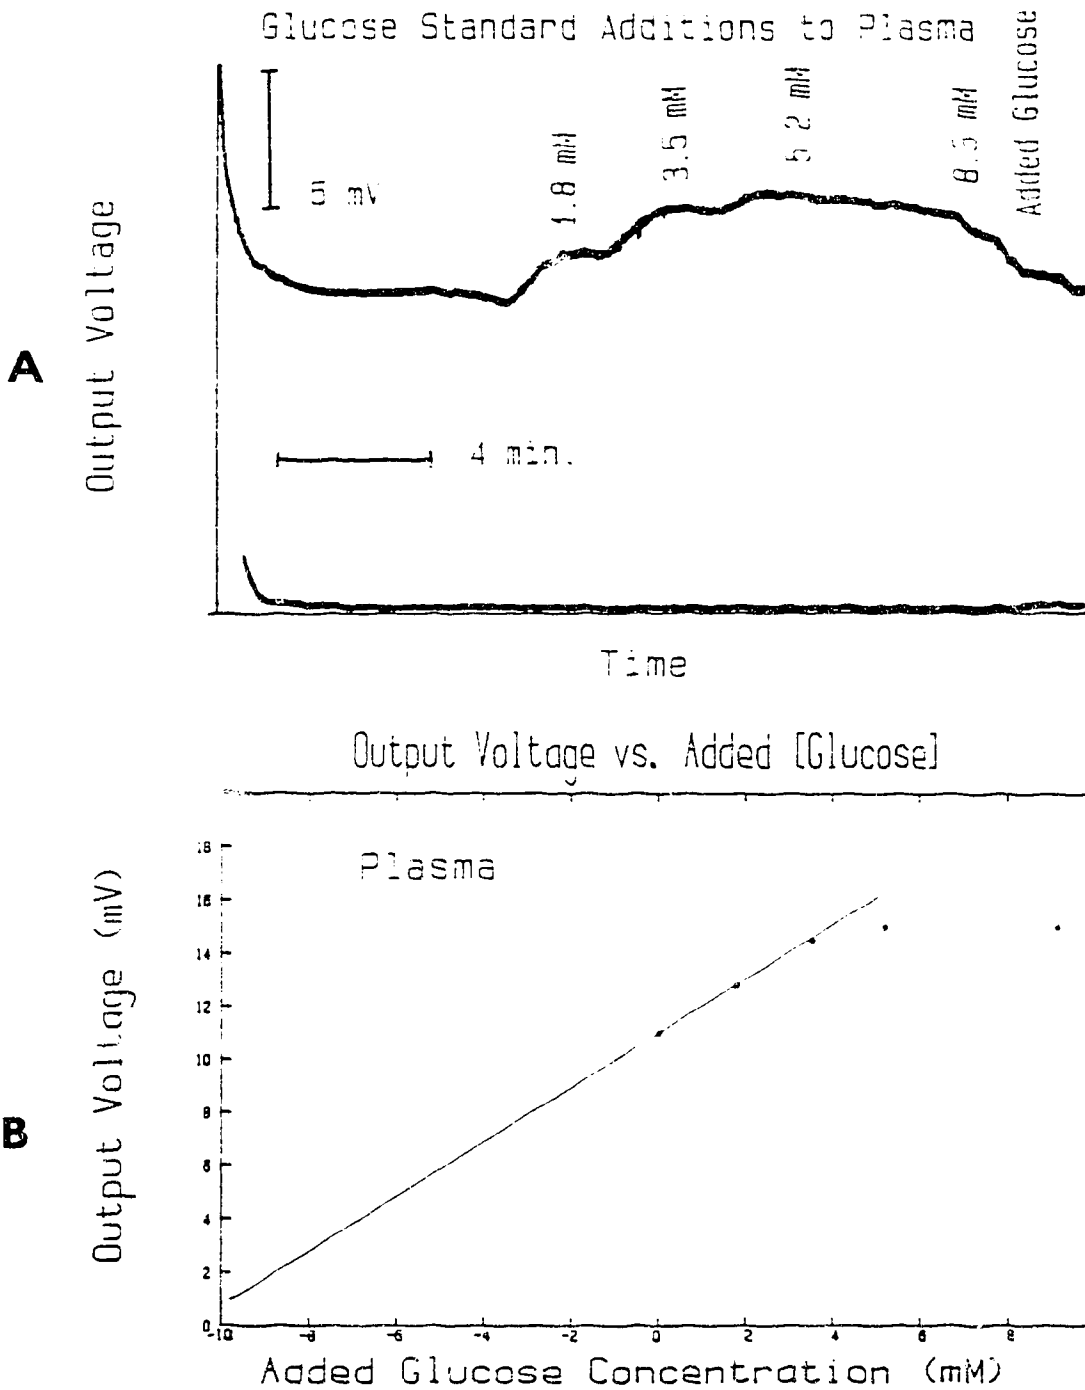 Glucose Standard Additions to Plasma
5 mV
1.8 mM
3.5 mM
5.2 mM
8.5 mM
Added Glucose
Output Voltage
A
4 min.
Time
Output Voltage vs. Added [Glucose]
Plasma
18
16
14
12
10
8
6
4
2
0
Output Voltage (mV)
B
-10 -8 -6 -4 -2 0 2 4 6 8
Added Glucose Concentration (mM)